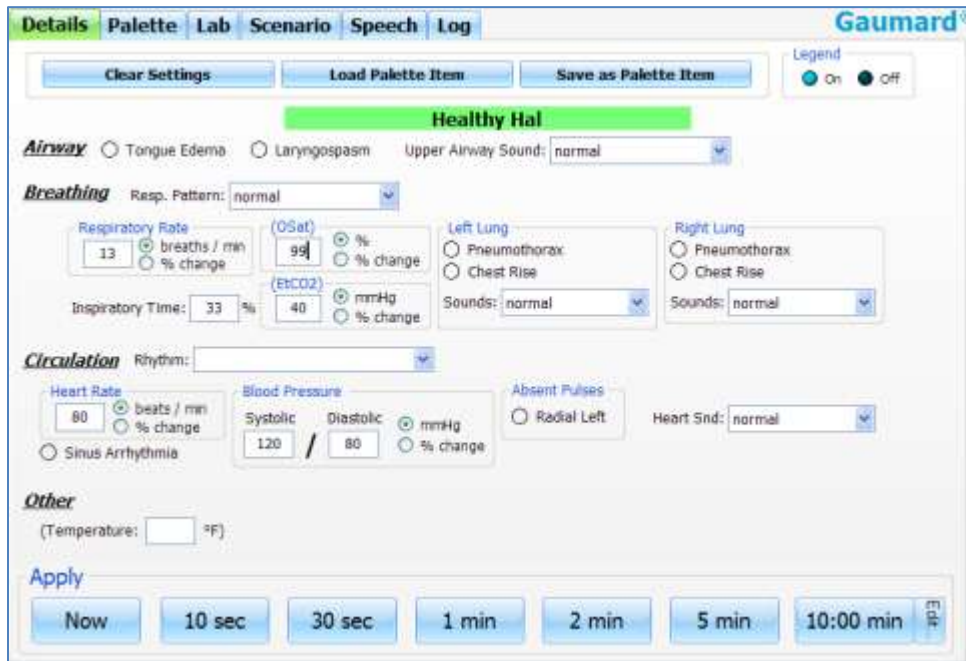 Details Palette Lab Scenario Speech Log Gaumard
Legend
Clear Settings Load Palette Item Save as Palette Item On Off
Healthy Hal
Airway Tongue Edema Laryngospasm Upper Airway Sound: normal
Breathing Resp. Pattern: normal
Respiratory Rate (OSat) Left Lung Right Lung
13 breaths / min 99 % Pneumothorax Pneumothorax
% change % change Chest Rise Chest Rise
(EtCO2)
Inspiratory Time: 33 % 40 mmHg Sounds: normal Sounds: normal
% change
Circulation Rhythm:
Heart Rate Blood Pressure Absent Pulses
80 beats / min Systolic Diastolic mmHg Radial Left Heart Snd: normal
% change 120 / 80 % change
Sinus Arrhythmia
Other
(Temperature: ºF)
Apply
Now 10 sec 30 sec 1 min 2 min 5 min 10:00 min Edit